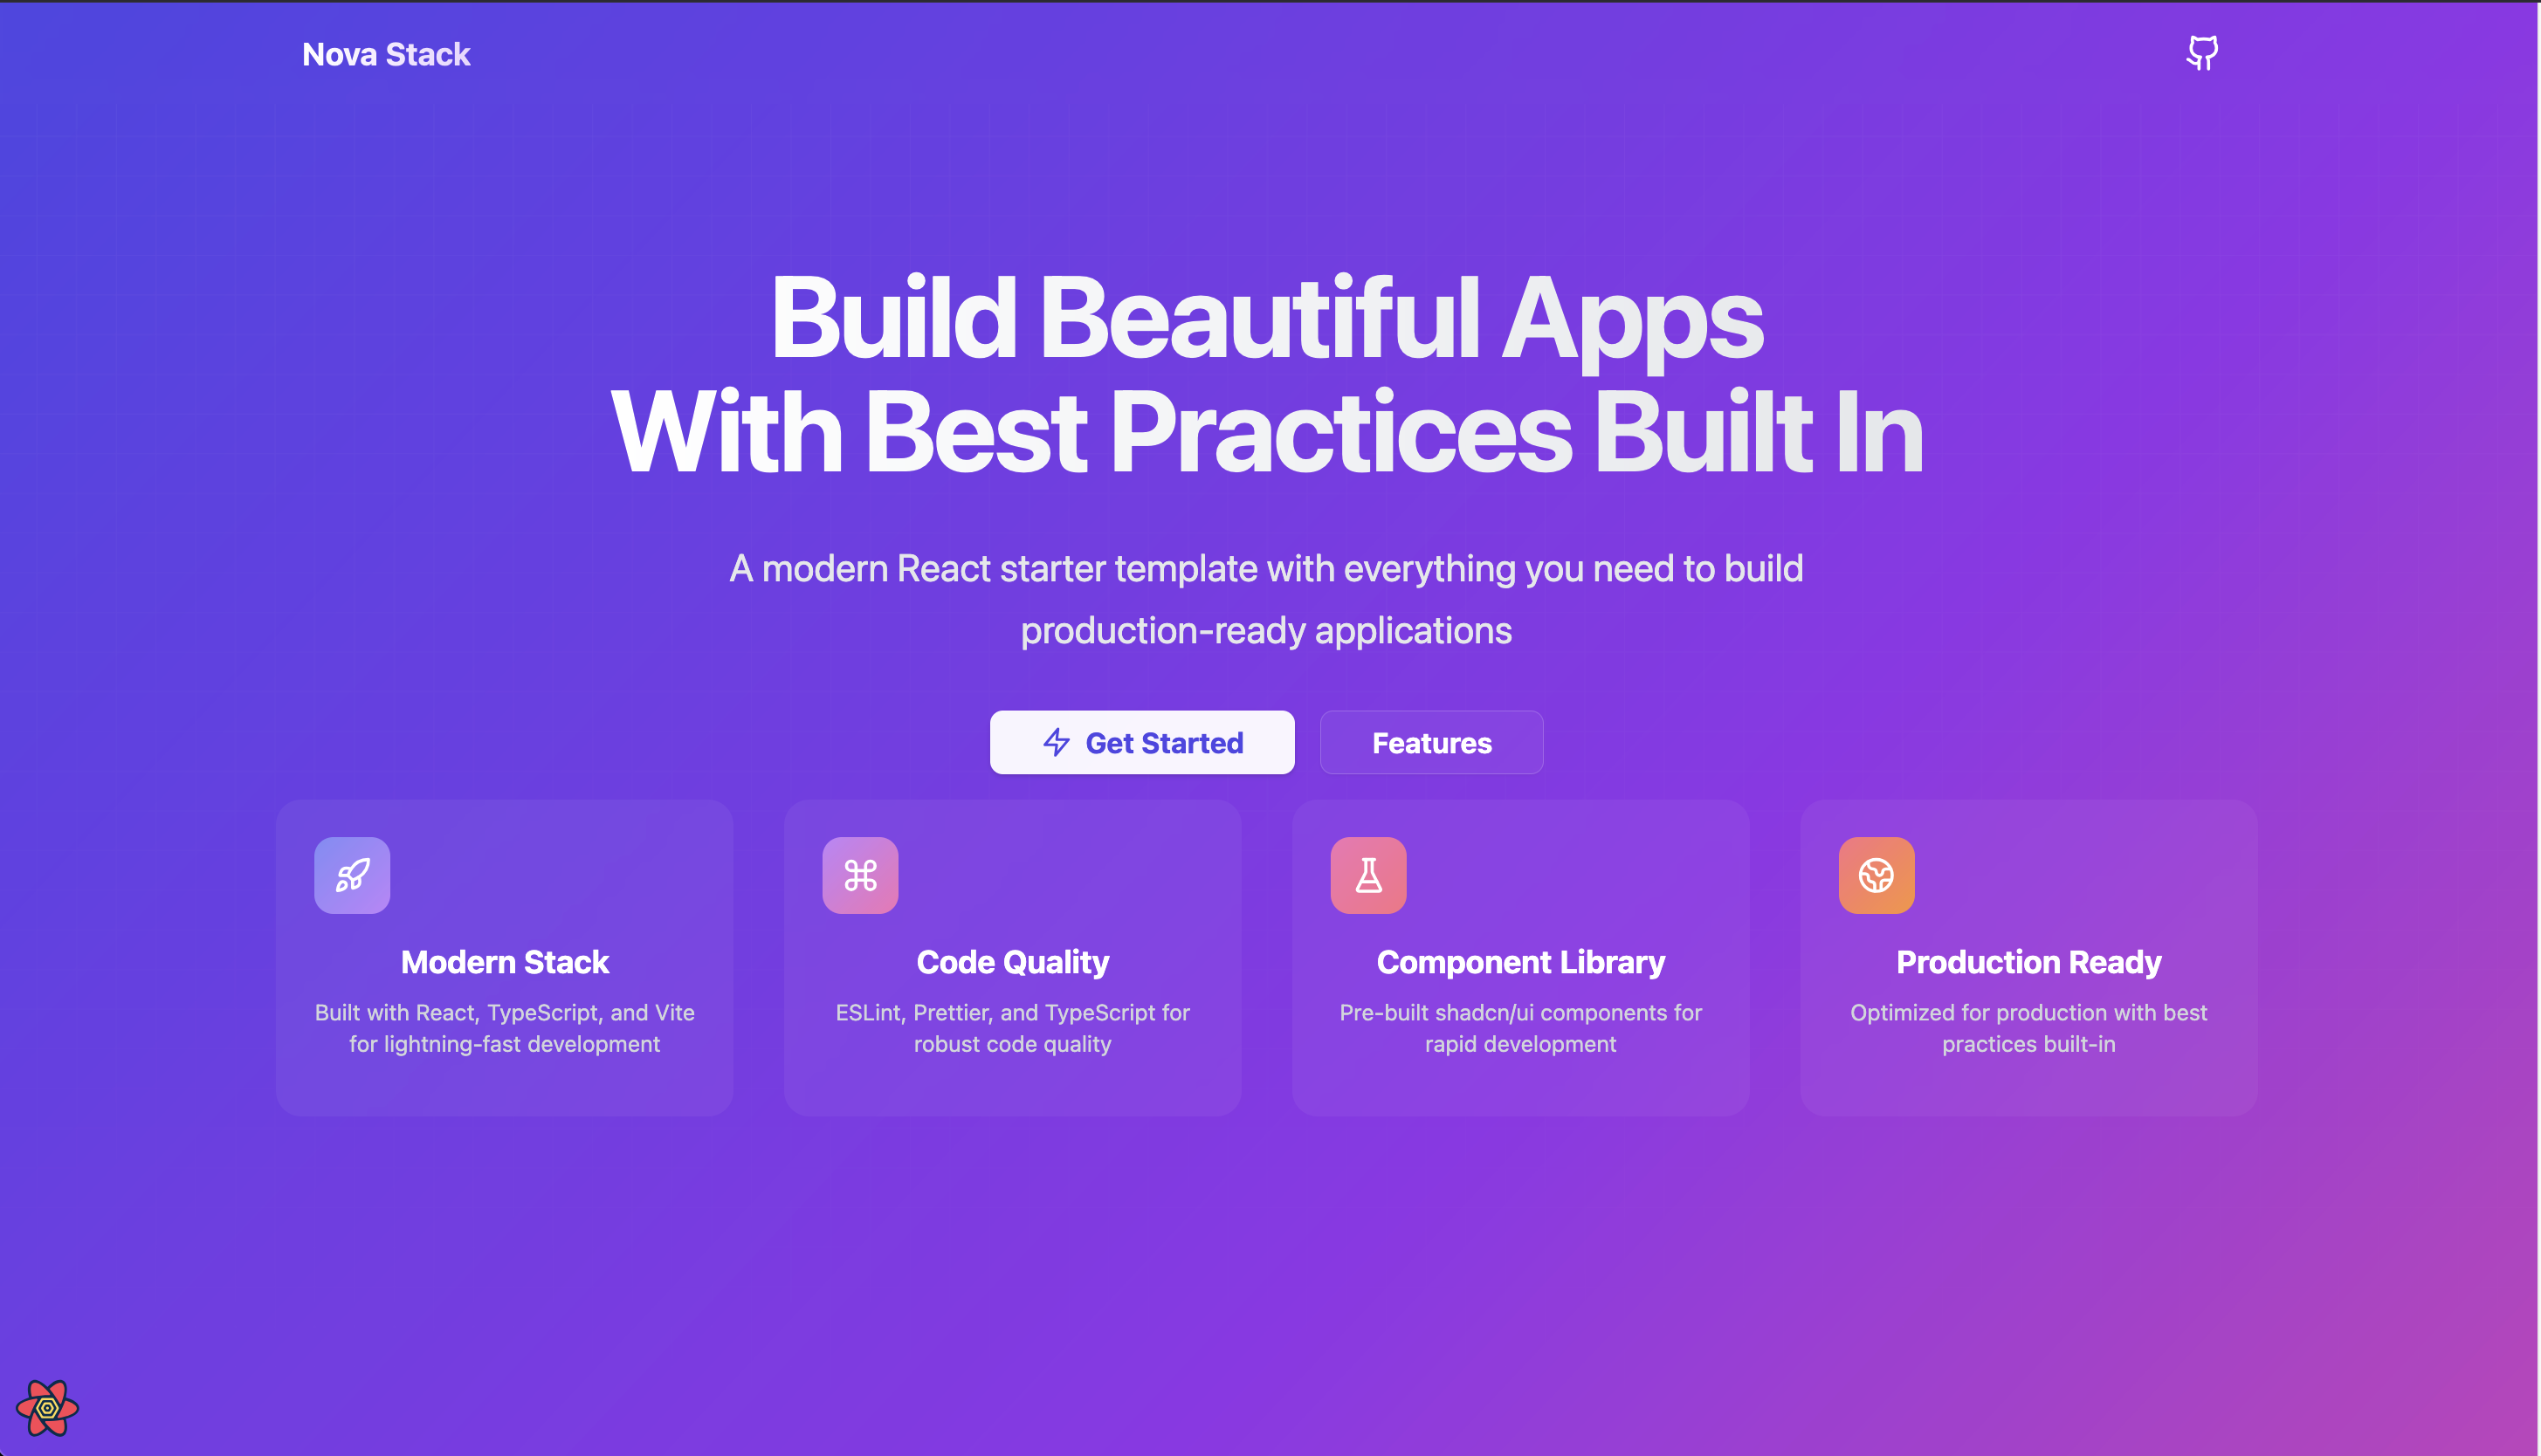 Nova Stack
Build Beautiful Apps
With Best Practices Built In
A modern React starter template with everything you need to build
production-ready applications
Get Started
Features
Modern Stack
Built with React, TypeScript, and Vite
for lightning-fast development
Code Quality
ESLint, Prettier, and TypeScript for
robust code quality
Component Library
Pre-built shadcn/ui components for
rapid development
Production Ready
Optimized for production with best
practices built-in